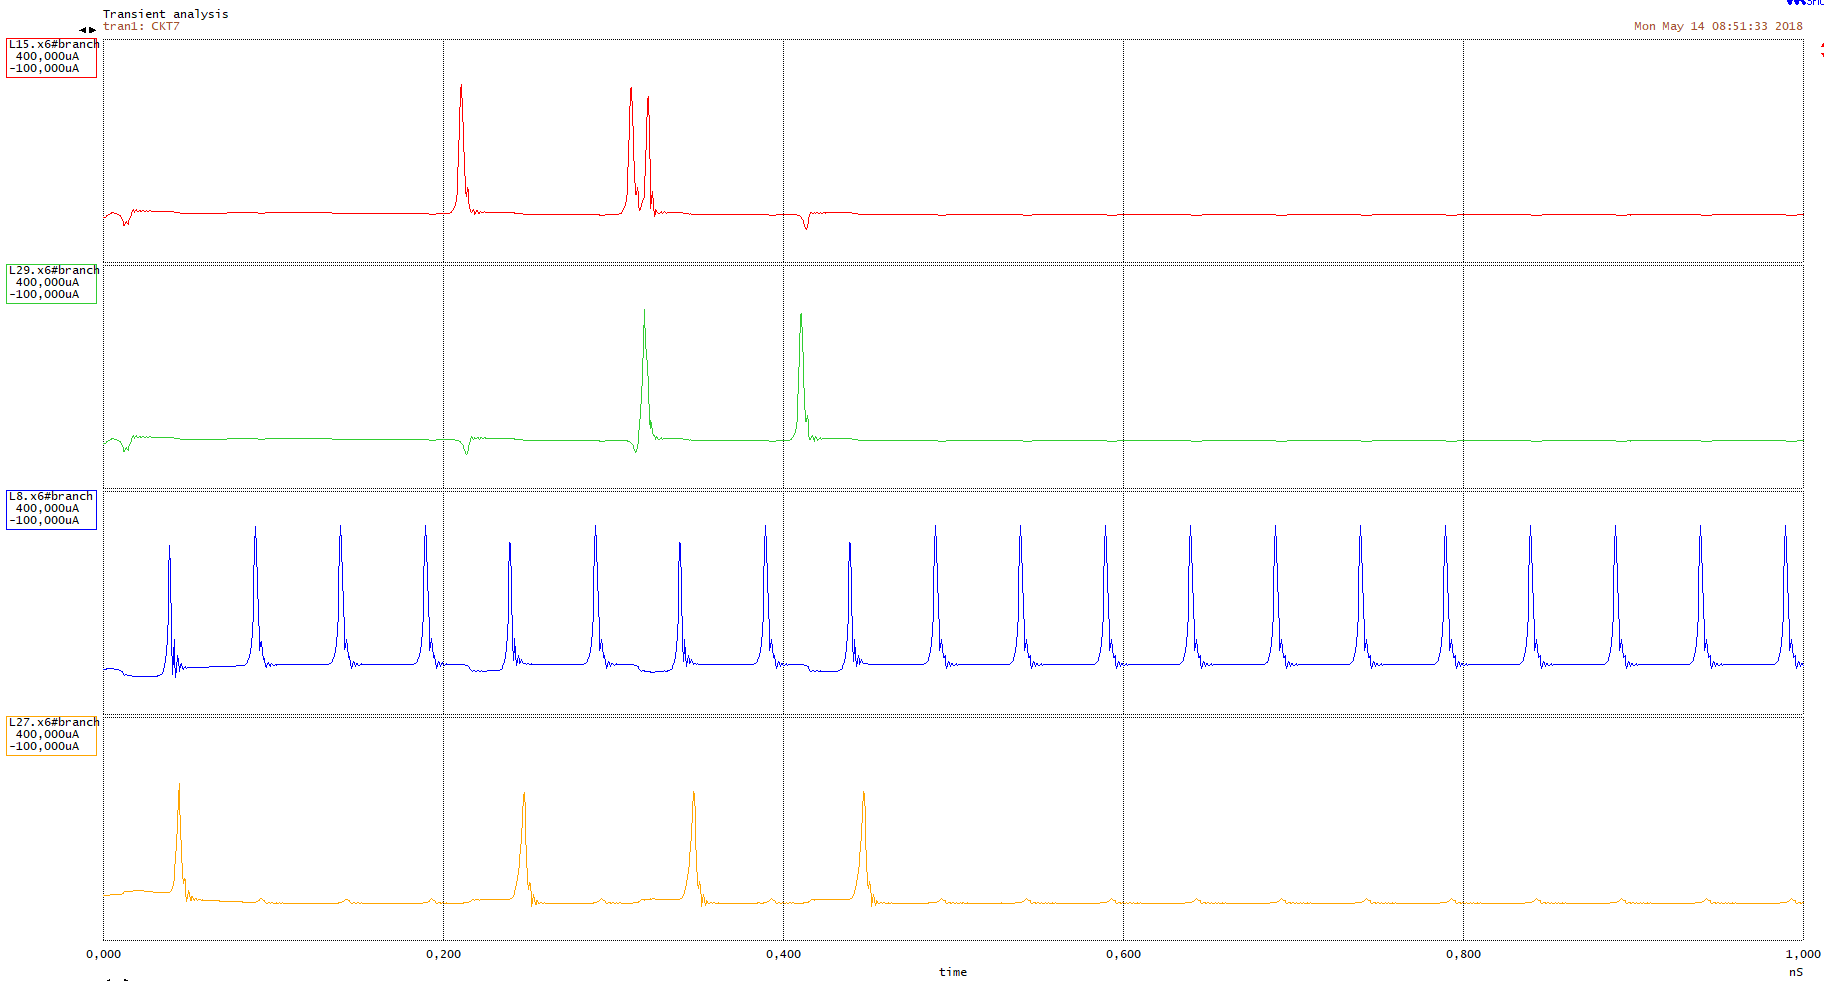 Transient analysis
tran1: CKT7
Mon May 14 08:51:33 2018
L15.x6#branch
400,000uA
-100,000uA
L29.x6#branch
400,000uA
-100,000uA
L8.x6#branch
400,000uA
-100,000uA
L27.x6#branch
400,000uA
-100,000uA
0,000 0,200 0,400 0,600 0,800 1,000
time nS